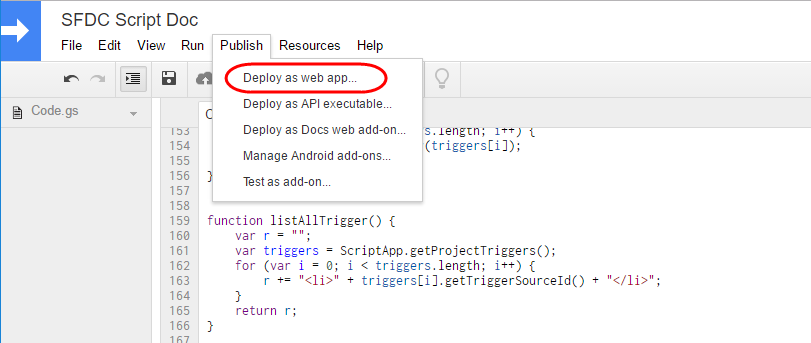 SFDC Script Doc
File Edit View Run Publish Resources Help
Deploy as web app...
Deploy as API executable...
Deploy as Docs web add-on...
Manage Android add-ons...
Test as add-on...
Code.gs
153 s.length; i++) {
154 (triggers[i]);
155
156 }
157
158
159 function listAllTrigger() {
160 var r = "";
161 var triggers = ScriptApp.getProjectTriggers();
162 for (var i = 0; i < triggers.length; i++) {
163 r += "<li>" + triggers[i].getTriggerSourceId() + "</li>";
164 }
165 return r;
166 }
167